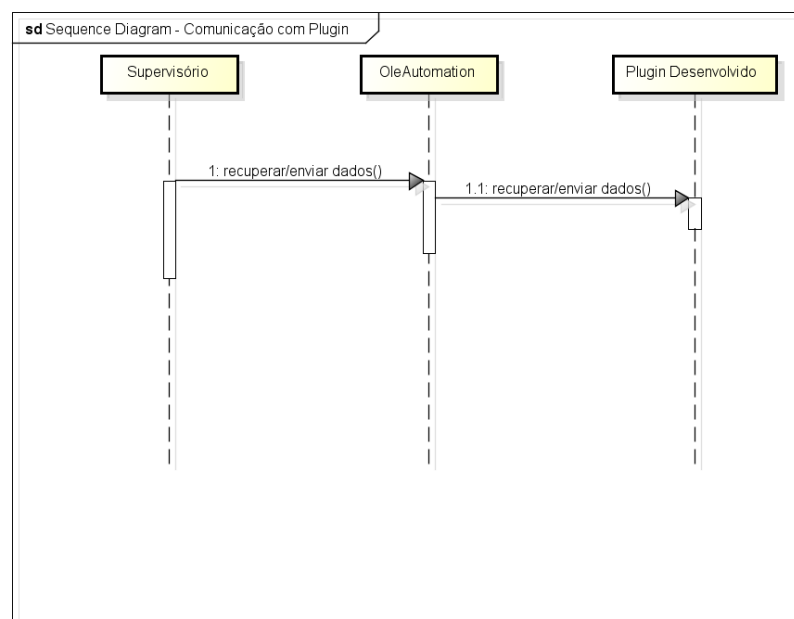 sd Sequence Diagram - Comunicação com Plugin
Supervisório
OleAutomation
Plugin Desenvolvido
1: recuperar/enviar dados()
1.1: recuperar/enviar dados()